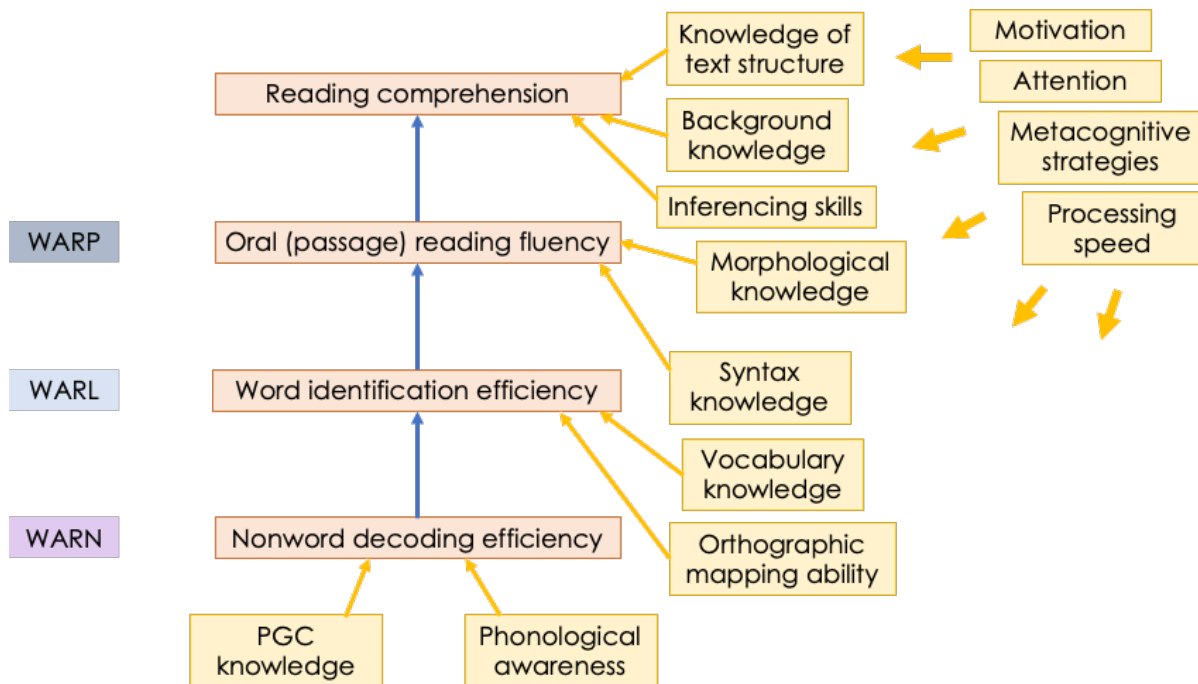 Knowledge of
text structure
Motivation
Attention
Reading comprehension
Background
knowledge
Metacognitive
strategies
Inferencing skills
Processing
speed
WARP
Oral (passage) reading fluency
Morphological
knowledge
WARL
Word identification efficiency
Syntax
knowledge
Vocabulary
knowledge
WARN
Nonword decoding efficiency
Orthographic
mapping ability
PGC
knowledge
Phonological
awareness